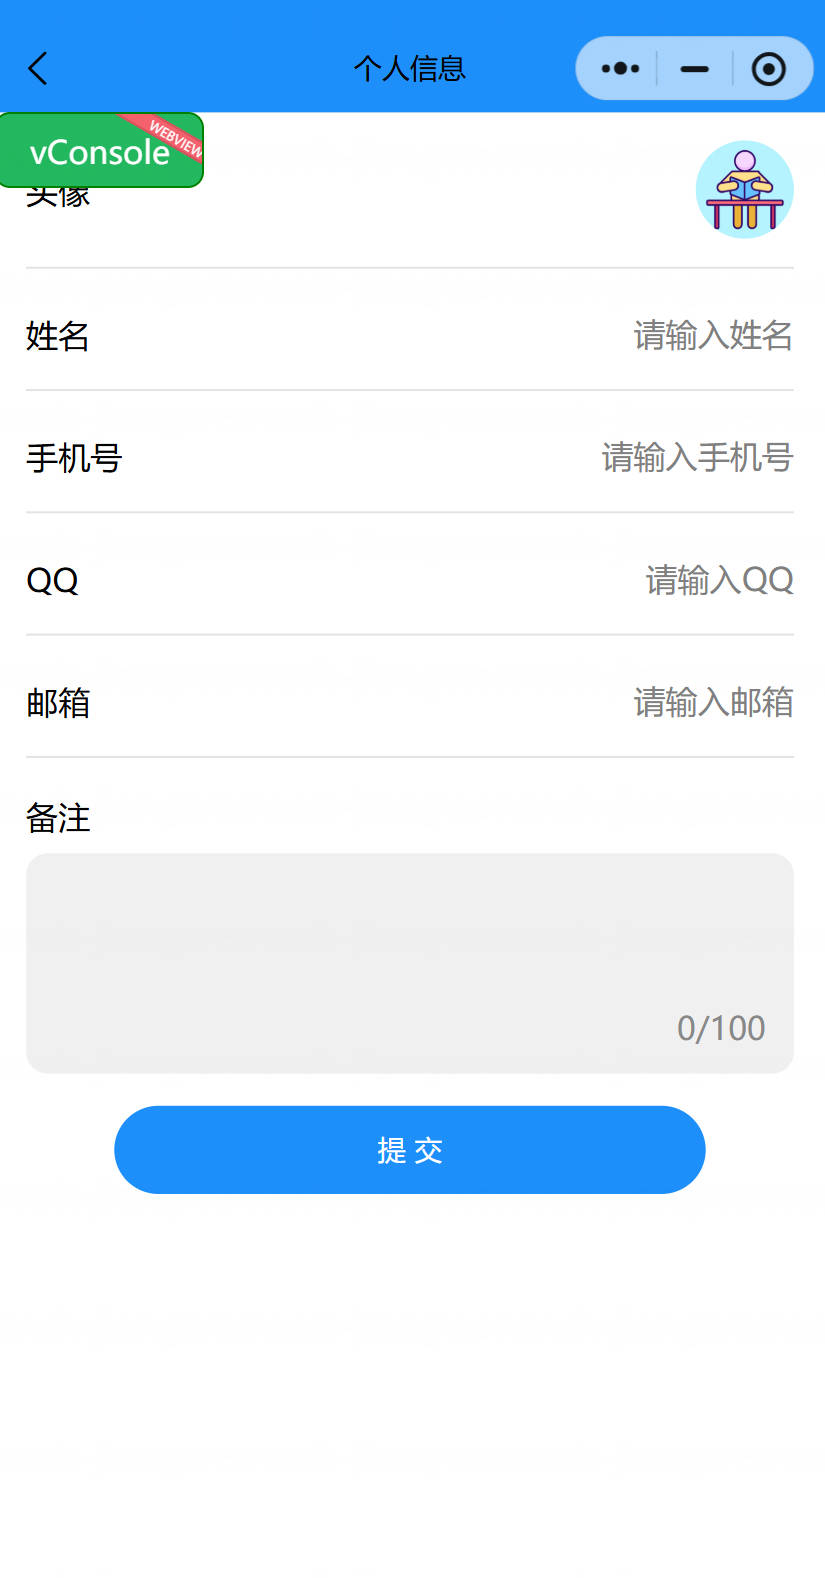 个人信息
vConsole
WEBVIEW
头像
姓名
请输入姓名
手机号
请输入手机号
QQ
请输入QQ
邮箱
请输入邮箱
备注
0/100
提 交